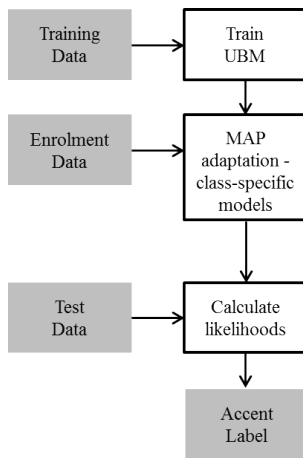 Training
Data
Train
UBM
Enrolment
Data
MAP
adaptation -
class-specific
models
Test
Data
Calculate
likelihoods
Accent
Label